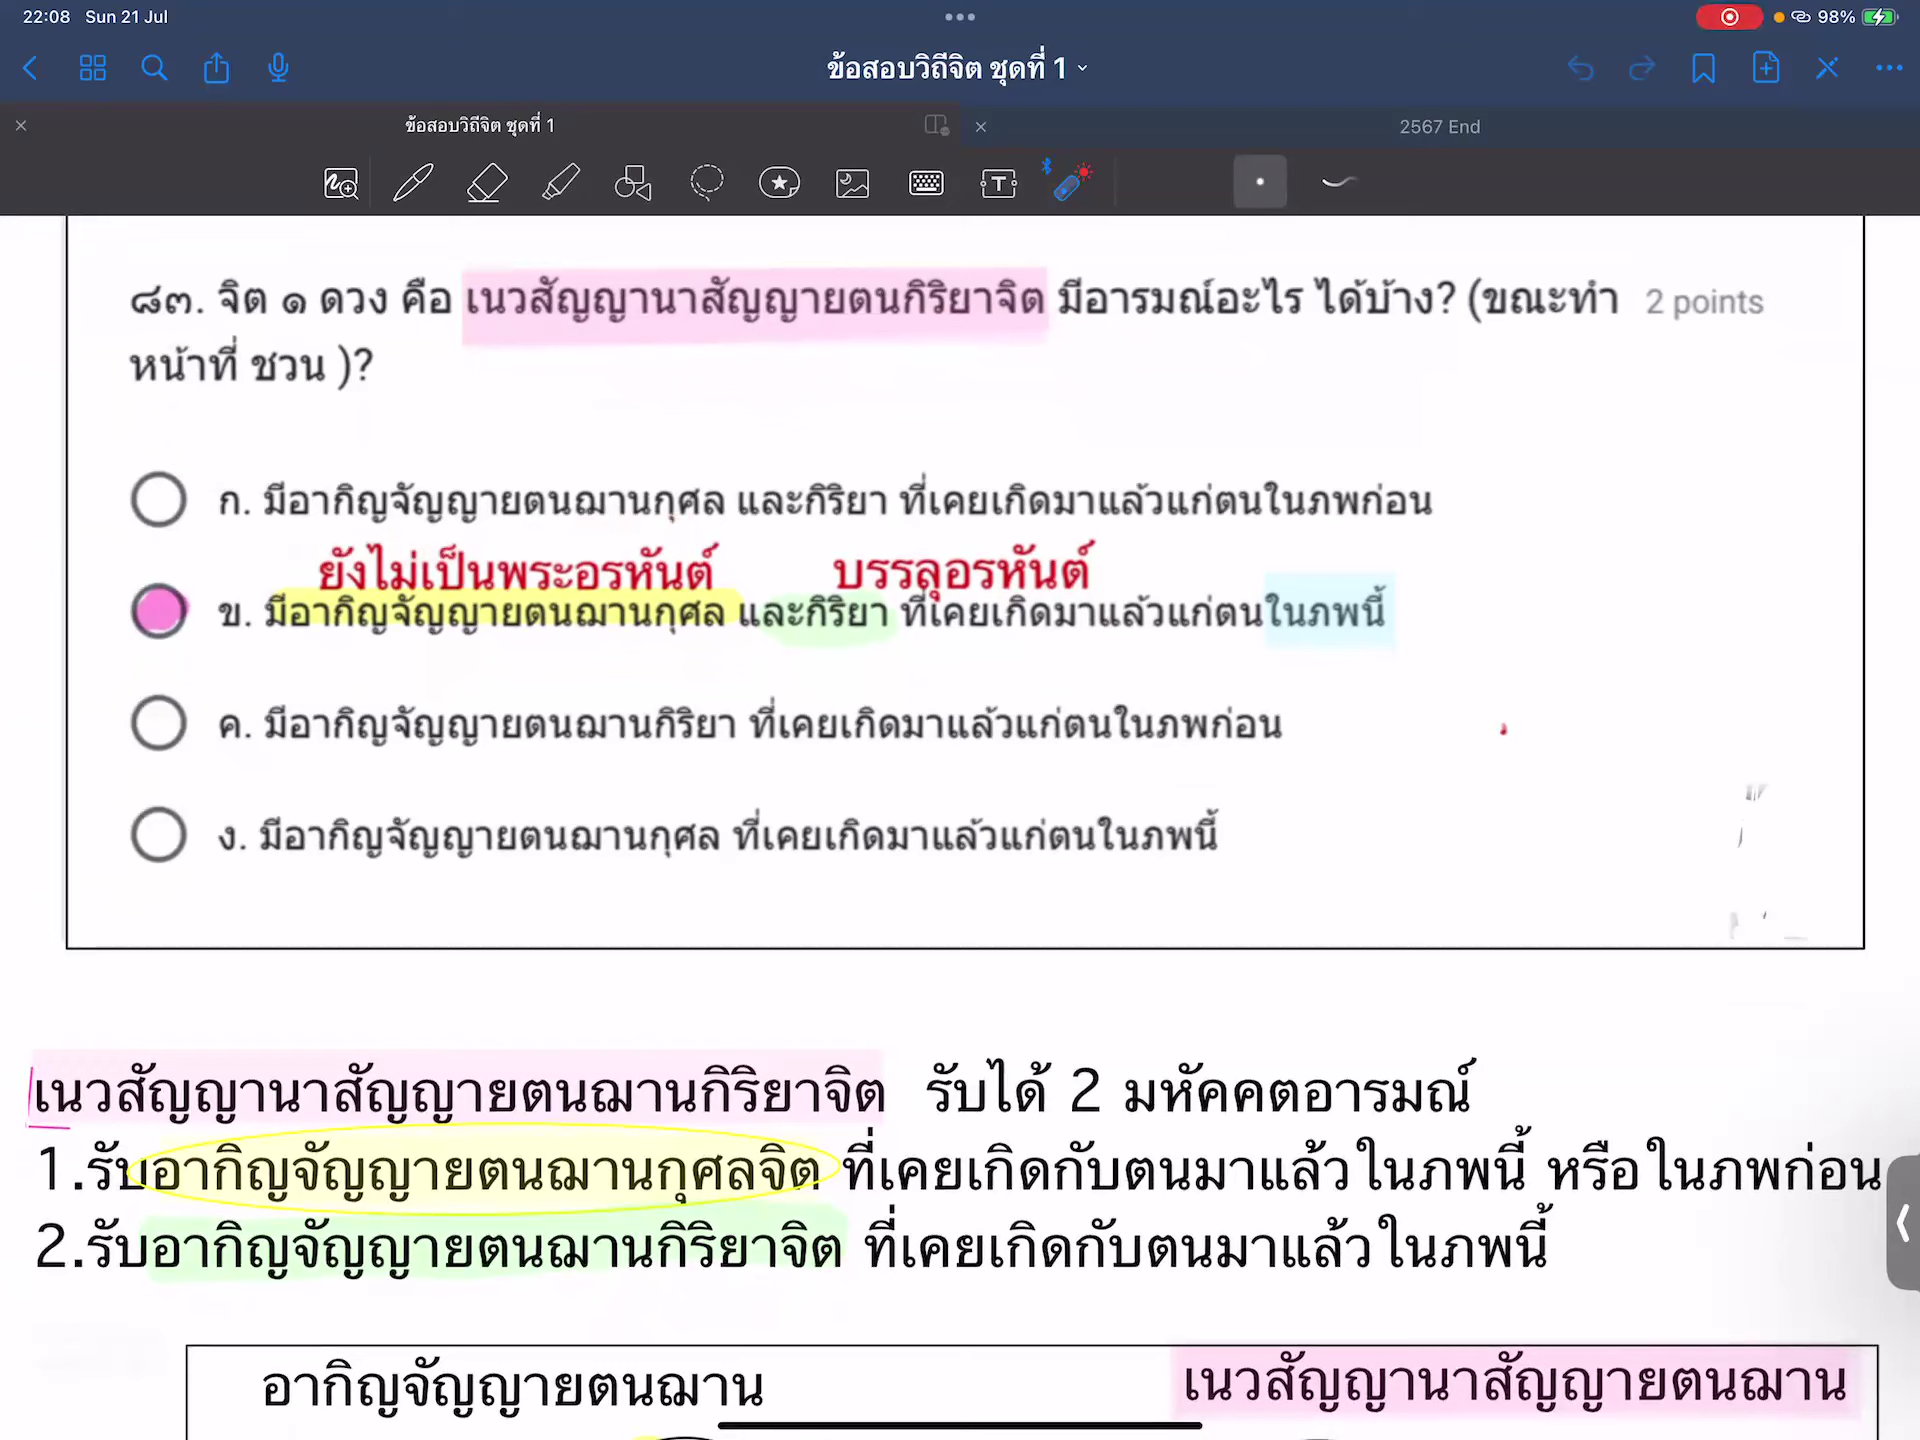 22:08 Sun 21 Jul
98%
ข้อสอบวิถีจิต ชุดที่ 1
ข้อสอบวิถีจิต ชุดที่ 1
2567 End
๘๓. จิต ๑ ดวง คือ เนวสัญญานาสัญญายตนกิริยาจิต มีอารมณ์อะไร ได้บ้าง? (ขณะทำ 2 points
หน้าที่ ชวน )?
ก. มีอากิญจัญญายตนฌานกุศล และกิริยา ที่เคยเกิดมาแล้วแก่ตนในภพก่อน
ยังไม่เป็นพระอรหันต์ บรรลุอรหันต์
ข. มีอากิญจัญญายตนฌานกุศล และกิริยา ที่เคยเกิดมาแล้วแก่ตนในภพนี้
ค. มีอากิญจัญญายตนฌานกิริยา ที่เคยเกิดมาแล้วแก่ตนในภพก่อน
ง. มีอากิญจัญญายตนฌานกุศล ที่เคยเกิดมาแล้วแก่ตนในภพนี้
เนวสัญญานาสัญญายตนฌานกิริยาจิต รับได้ 2 มหัคคตอารมณ์
1.รับอากิญจัญญายตนฌานกุศลจิต ที่เคยเกิดกับตนมาแล้วในภพนี้ หรือในภพก่อน
2.รับอากิญจัญญายตนฌานกิริยาจิต ที่เคยเกิดกับตนมาแล้วในภพนี้
อากิญจัญญายตนฌาน เนวสัญญานาสัญญายตนฌาน